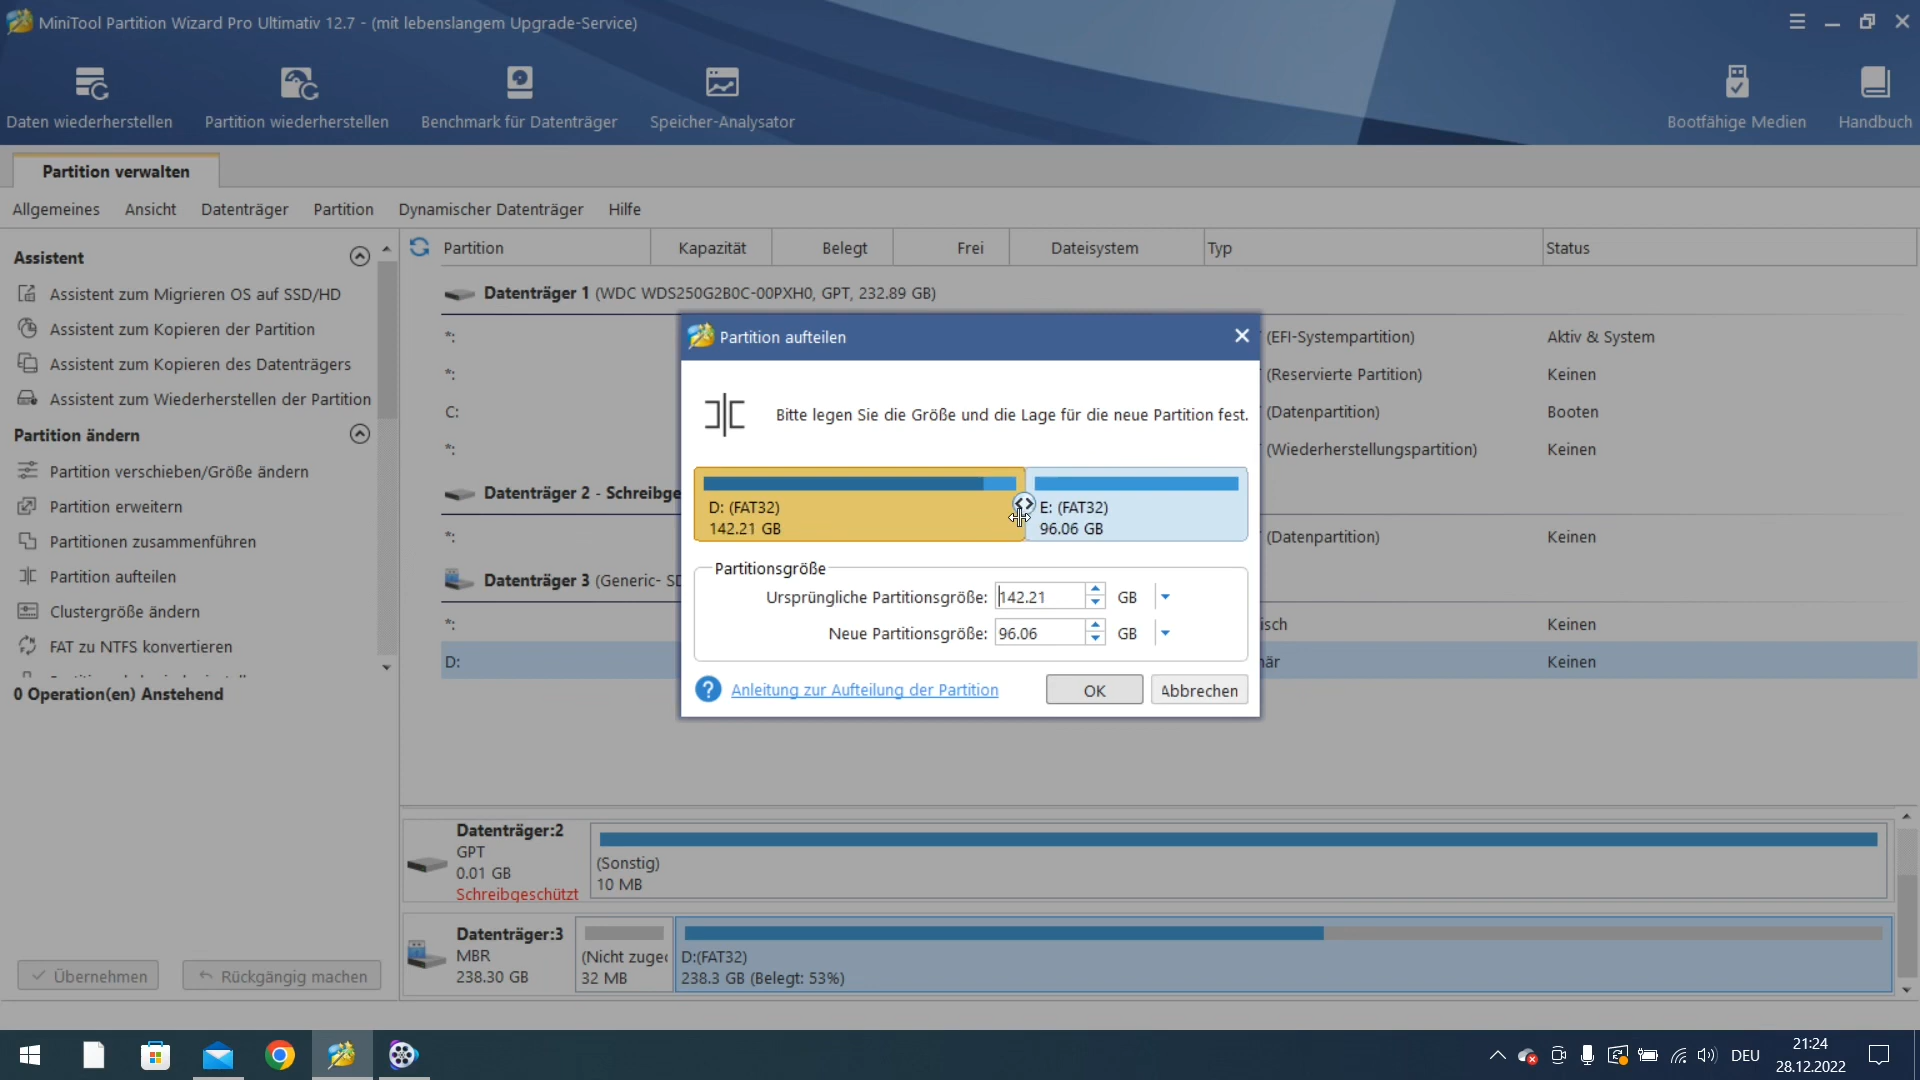 MiniTool Partition Wizard Pro Ultimativ 12.7 - (mit lebenslangem Upgrade-Service)
Daten wiederherstellen
Partition wiederherstellen
Benchmark für Datenträger
Speicher-Analysator
Bootfähige Medien
Handbuch
Partition verwalten
Allgemeines Ansicht Datenträger Partition Dynamischer Datenträger Hilfe
Assistent
Assistent zum Migrieren OS auf SSD/HD
Assistent zum Kopieren der Partition
Assistent zum Kopieren des Datenträgers
Assistent zum Wiederherstellen der Partition
Partition ändern
Partition verschieben/Größe ändern
Partition erweitern
Partitionen zusammenführen
Partition aufteilen
Clustergröße ändern
FAT zu NTFS konvertieren
0 Operation(en) Anstehend
Übernehmen
Rückgängig machen
Partition Kapazität Belegt Frei Dateisystem Typ Status
Datenträger 1 (WDC WDS250G2B0C-00PXH0, GPT, 232.89 GB)
*: (EFI-Systempartition) Aktiv & System
*: (Reservierte Partition) Keinen
C: (Datenpartition) Booten
*: (Wiederherstellungspartition) Keinen
Datenträger 2 - Schreibge
*: (Datenpartition) Keinen
Datenträger 3 (Generic- SD
*: isch Keinen
D: när Keinen
Partition aufteilen
Bitte legen Sie die Größe und die Lage für die neue Partition fest.
D: (FAT32)
142.21 GB
E: (FAT32)
96.06 GB
Partitionsgröße
Ursprüngliche Partitionsgröße: 142.21 GB
Neue Partitionsgröße: 96.06 GB
?
Anleitung zur Aufteilung der Partition
OK
Abbrechen
Datenträger:2
GPT
0.01 GB
Schreibgeschützt
(Sonstig)
10 MB
Datenträger:3
MBR
238.30 GB
(Nicht zugeo
32 MB
D:(FAT32)
238.3 GB (Belegt: 53%)
DEU
21:24
28.12.2022